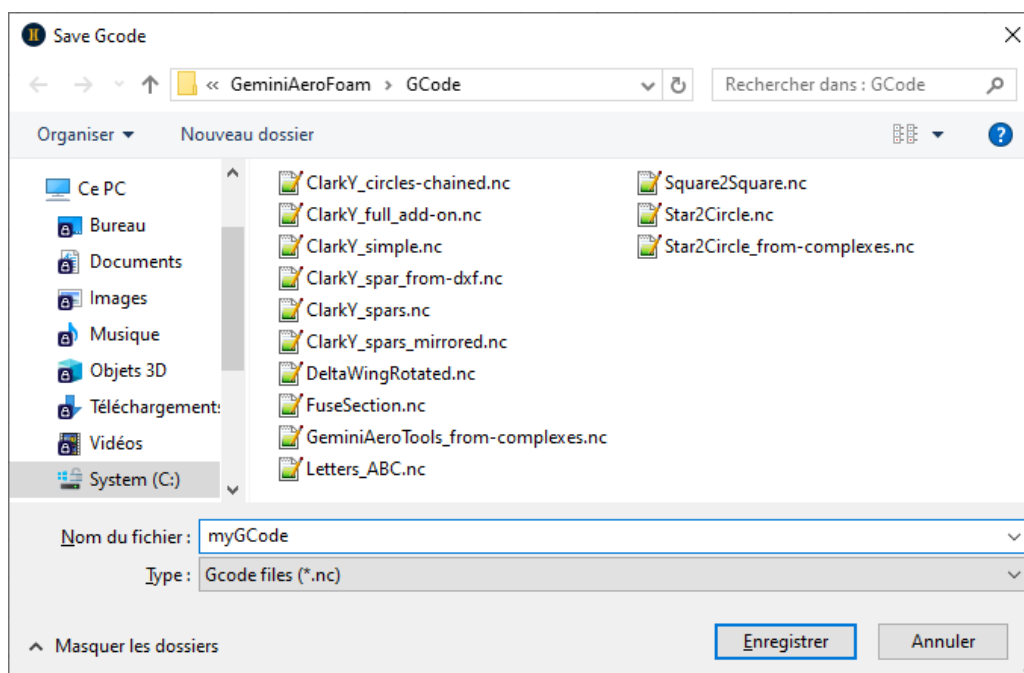 Save Gcode
« GeminiAeroFoam › GCode
Rechercher dans : GCode
Organiser
Nouveau dossier
?
Ce PC
Bureau
Documents
Images
Musique
Objets 3D
Téléchargements
Vidéos
System (C:)
ClarkY_circles-chained.nc
ClarkY_full_add-on.nc
ClarkY_simple.nc
ClarkY_spar_from-dxf.nc
ClarkY_spars.nc
ClarkY_spars_mirrored.nc
DeltaWingRotated.nc
FuseSection.nc
GeminiAeroTools_from-complexes.nc
Letters_ABC.nc
Square2Square.nc
Star2Circle.nc
Star2Circle_from-complexes.nc
Nom du fichier : myGCode
Type : Gcode files (*.nc)
Masquer les dossiers
Enregistrer
Annuler